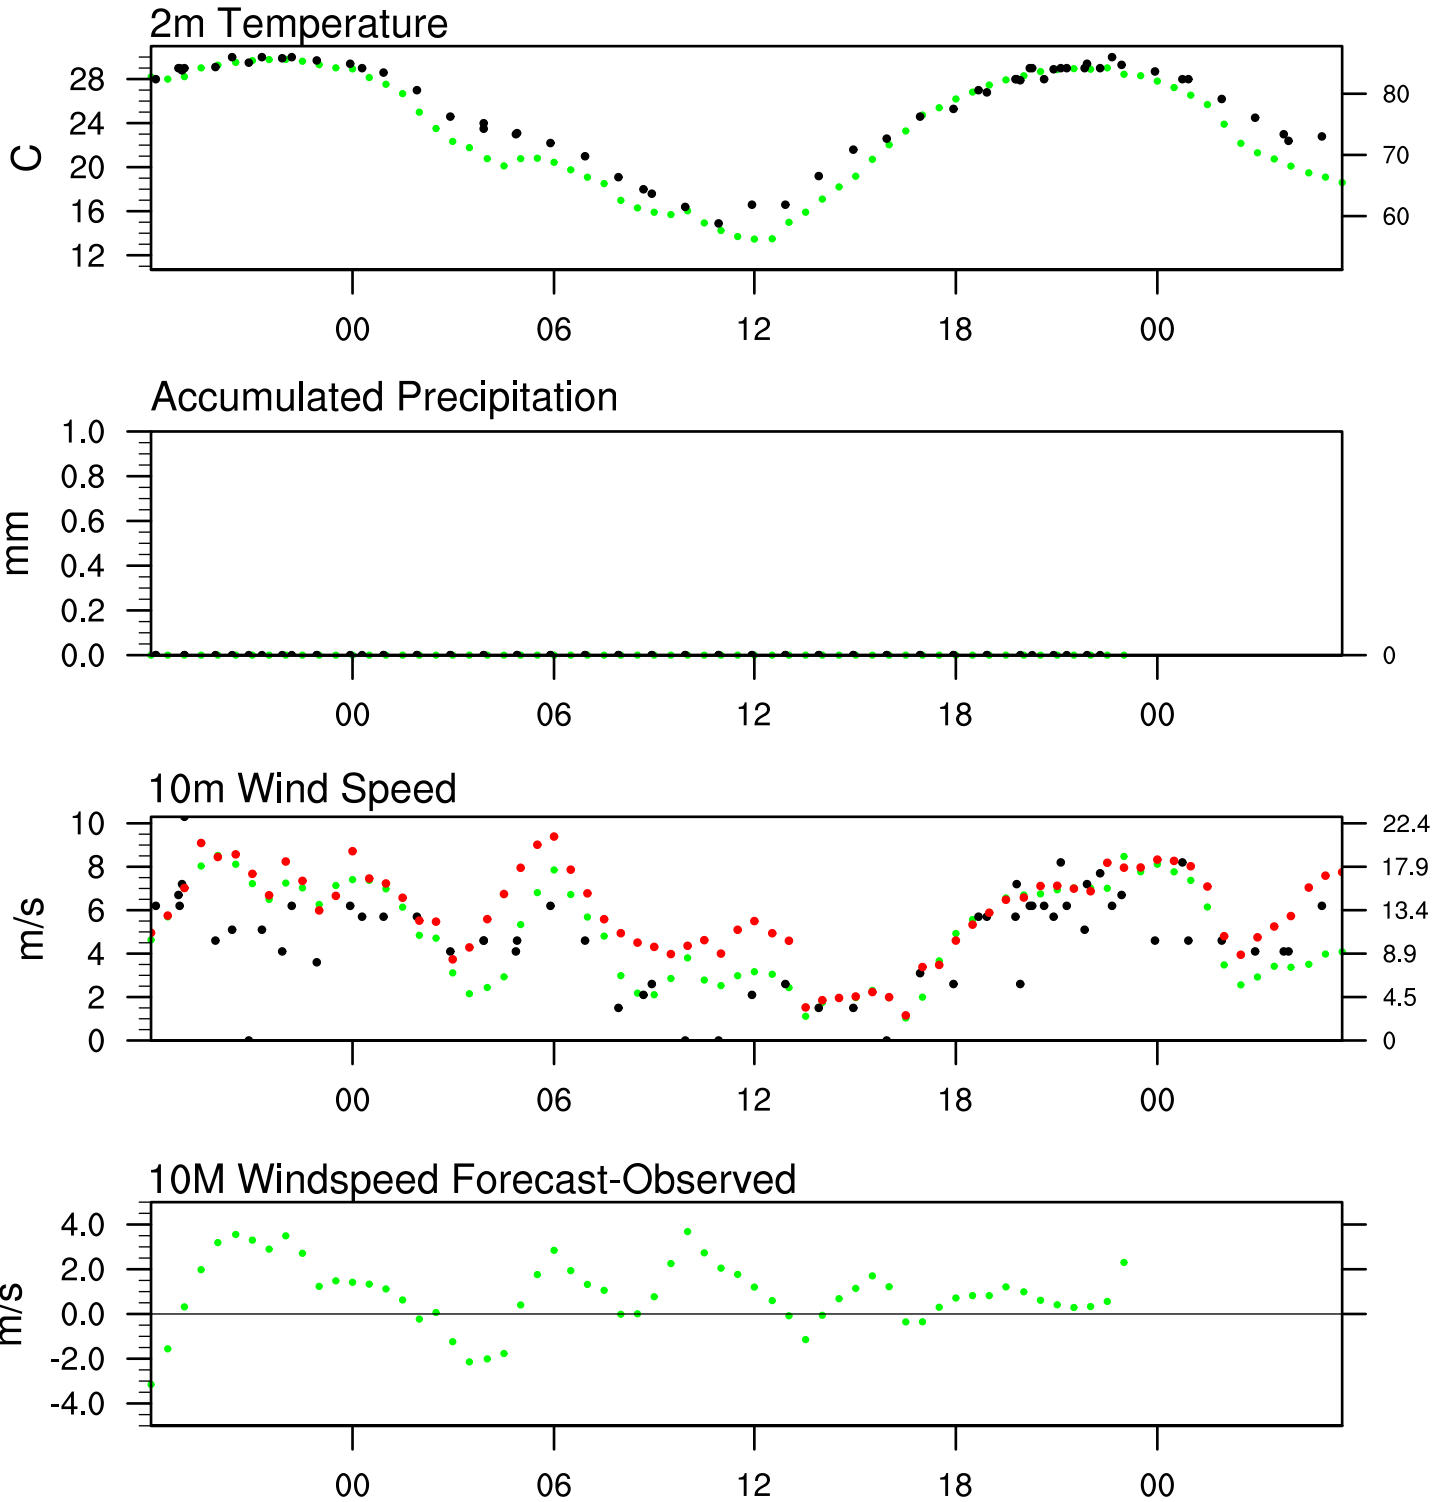 2m Temperature
28
24
20
16
12
C
80
70
60
00 06 12 18 00
Accumulated Precipitation
1.0
0.8
0.6
0.4
0.2
0.0
mm
0
00 06 12 18 00
10m Wind Speed
10
8
6
4
2
0
m/s
22.4
17.9
13.4
8.9
4.5
0
00 06 12 18 00
10M Windspeed Forecast-Observed
4.0
2.0
0.0
-2.0
-4.0
m/s
00 06 12 18 00